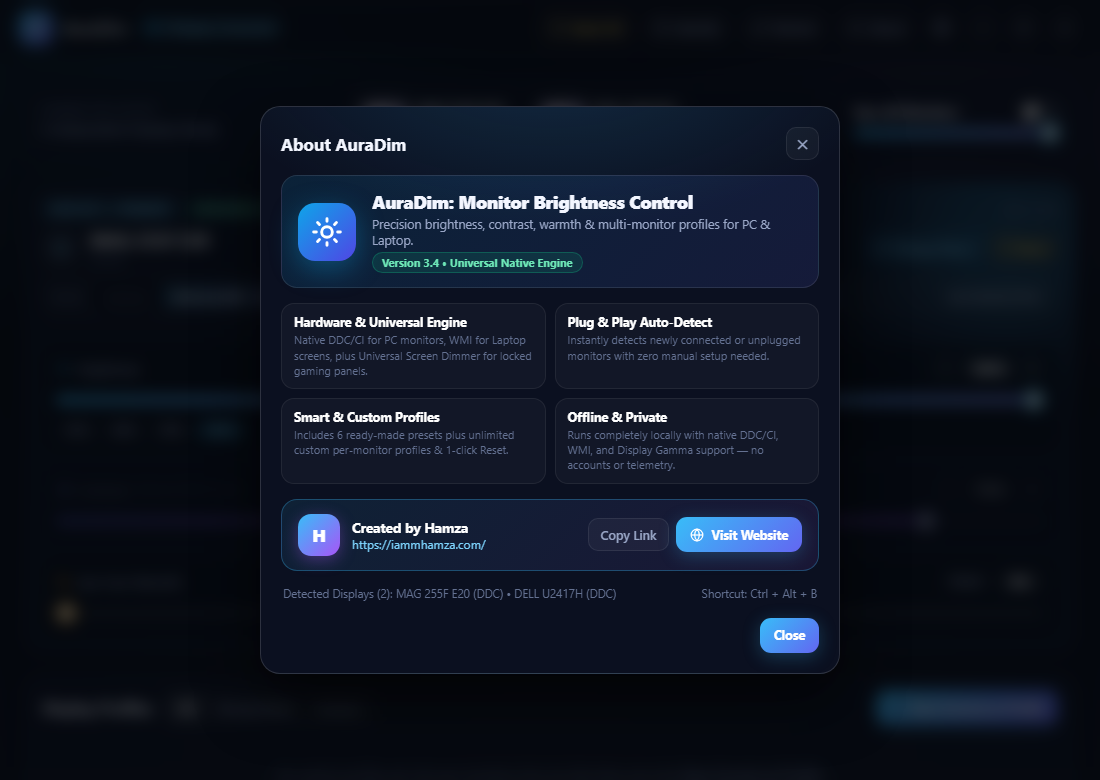 About AuraDim
AuraDim: Monitor Brightness Control
Precision brightness, contrast, warmth & multi-monitor profiles for PC &
Laptop.
Version 3.4 • Universal Native Engine
Hardware & Universal Engine
Native DDC/CI for PC monitors, WMI for Laptop
screens, plus Universal Screen Dimmer for locked
gaming panels.
Plug & Play Auto-Detect
Instantly detects newly connected or unplugged
monitors with zero manual setup needed.
Smart & Custom Profiles
Includes 6 ready-made presets plus unlimited
custom per-monitor profiles & 1-click Reset.
Offline & Private
Runs completely locally with native DDC/CI,
WMI, and Display Gamma support — no
accounts or telemetry.
H
Created by Hamza
https://iammhamza.com/
Copy Link
Visit Website
Detected Displays (2): MAG 255F E20 (DDC) • DELL U2417H (DDC)
Shortcut: Ctrl + Alt + B
Close